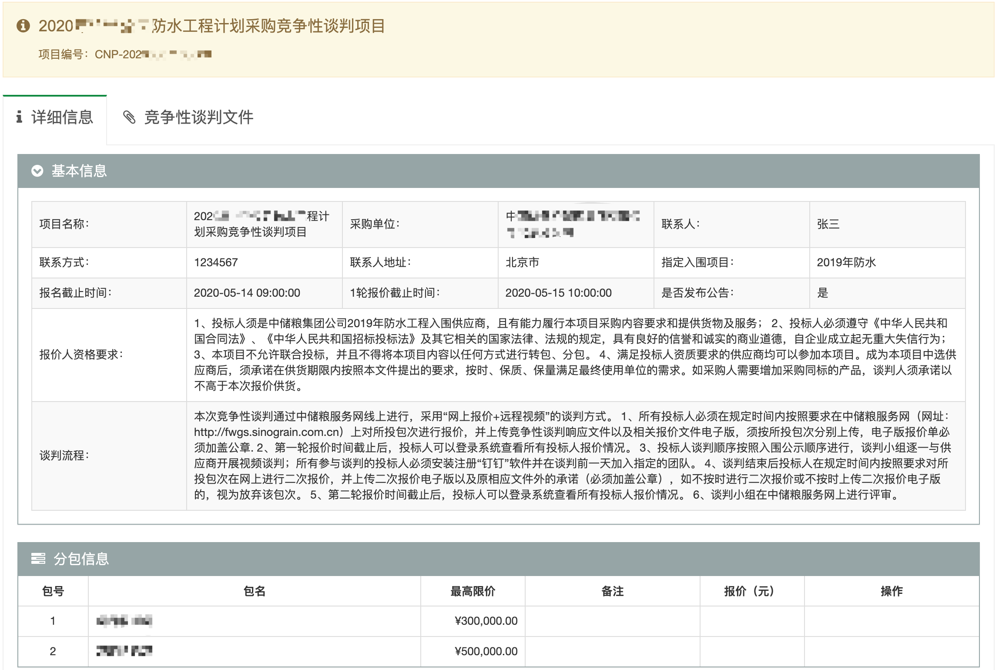 2020 防水工程计划采购竞争性谈判项目
项目编号：CNP-202
详细信息
竞争性谈判文件
基本信息
项目名称：
202 程计
划采购竞争性谈判项目
采购单位：
中
联系人：
张三
联系方式：
1234567
联系人地址：
北京市
指定入围项目：
2019年防水
报名截止时间：
2020-05-14 09:00:00
1轮报价截止时间：
2020-05-15 10:00:00
是否发布公告：
是
报价人资格要求：
1、投标人须是中储粮集团公司2019年防水工程入围供应商，且有能力履行本项目采购内容要求和提供货物及服务； 2、投标人必须遵守《中华人民共和
国合同法》、《中华人民共和国招标投标法》及其它相关的国家法律、法规的规定，具有良好的信誉和诚实的商业道德，自企业成立起无重大失信行为；
3、本项目不允许联合投标，并且不得将本项目内容以任何方式进行转包、分包。 4、满足投标人资质要求的供应商均可以参加本项目。成为本项目中选供
应商后，须承诺在供货期限内按照本文件提出的要求，按时、保质、保量满足最终使用单位的需求。如采购人需要增加采购同标的产品，谈判人须承诺以
不高于本次报价供货。
谈判流程：
本次竞争性谈判通过中储粮服务网线上进行，采用“网上报价+远程视频”的谈判方式。 1、所有投标人必须在规定时间内按照要求在中储粮服务网（网址：
http://fwgs.sinograin.com.cn）上对所投包次进行报价，并上传竞争性谈判响应文件以及相关报价文件电子版，须按所投包次分别上传，电子版报价单必
须加盖公章. 2、第一轮报价时间截止后，投标人可以登录系统查看所有投标人报价情况。 3、投标人谈判顺序按照入围公示顺序进行，谈判小组逐一与供
应商开展视频谈判；所有参与谈判的投标人必须安装注册“钉钉”软件并在谈判前一天加入指定的团队。 4、谈判结束后投标人在规定时间内按照要求对所
投包次在网上进行二次报价，并上传二次报价电子版以及原相应文件外的承诺（必须加盖公章），如不按时进行二次报价或不按时上传二次报价电子版
的，视为放弃该包次。 5、第二轮报价时间截止后，投标人可以登录系统查看所有投标人报价情况。 6、谈判小组在中储粮服务网上进行评审。
分包信息
包号 包名 最高限价 备注 报价（元） 操作
1 ¥300,000.00
2 ¥500,000.00